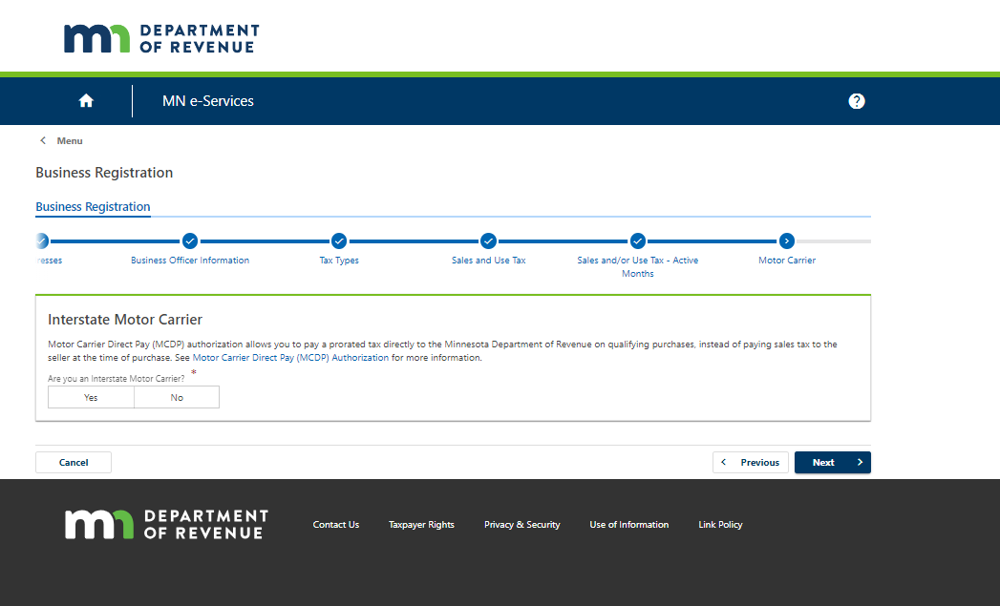 mn DEPARTMENT
OF REVENUE
MN e-Services
?
Menu
Business Registration
Business Registration
resses
Business Officer Information
Tax Types
Sales and Use Tax
Sales and/or Use Tax - Active
Months
Motor Carrier
Interstate Motor Carrier
Motor Carrier Direct Pay (MCDP) authorization allows you to pay a prorated tax directly to the Minnesota Department of Revenue on qualifying purchases, instead of paying sales tax to the
seller at the time of purchase. See Motor Carrier Direct Pay (MCDP) Authorization for more information.
Are you an Interstate Motor Carrier? *
Yes No
Cancel
Previous
Next
mn DEPARTMENT
OF REVENUE
Contact Us
Taxpayer Rights
Privacy & Security
Use of Information
Link Policy